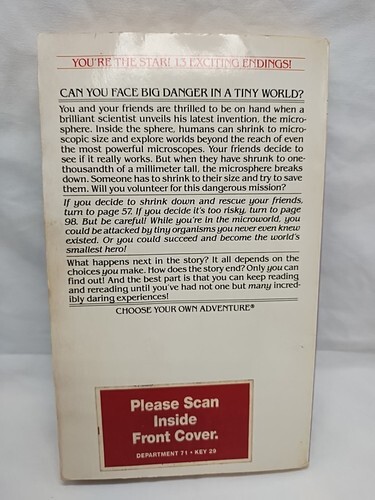 YOU'RE THE STAR! 13 EXCITING ENDINGS!
CAN YOU FACE BIG DANGER IN A TINY WORLD?
You and your friends are thrilled to be on hand when a
brilliant scientist unveils his latest invention, the micro-
sphere. Inside the sphere, humans can shrink to micro-
scopic size and explore worlds beyond the reach of even
the most powerful microscopes. Your friends decide to
see if it really works. But when they have shrunk to one-
thousandth of a millimeter tall, the microsphere breaks
down. Someone has to shrink to their size and try to save
them. Will you volunteer for this dangerous mission?
If you decide to shrink down and rescue your friends,
turn to page 57. If you decide it's too risky, turn to page
98. But be careful! While you're in the microworld, you
could be attacked by tiny organisms you never even knew
existed. Or you could succeed and become the world's
smallest hero!
What happens next in the story? It all depends on the
choices you make. How does the story end? Only you can
find out! And the best part is that you can keep reading
and rereading until you've had not one but many incred-
ibly daring experiences!
CHOOSE YOUR OWN ADVENTURE®
Please Scan
Inside
Front Cover.
DEPARTMENT 71 • KEY 29